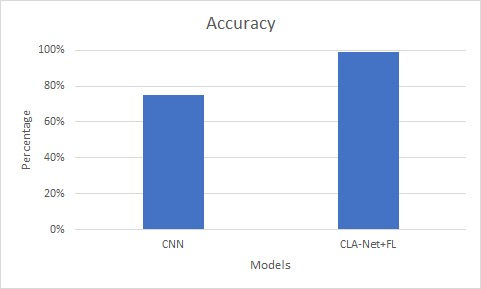 Accuracy
100%
80%
60%
40%
20%
0%
Percentage
CNN
CLA-Net+FL
Models